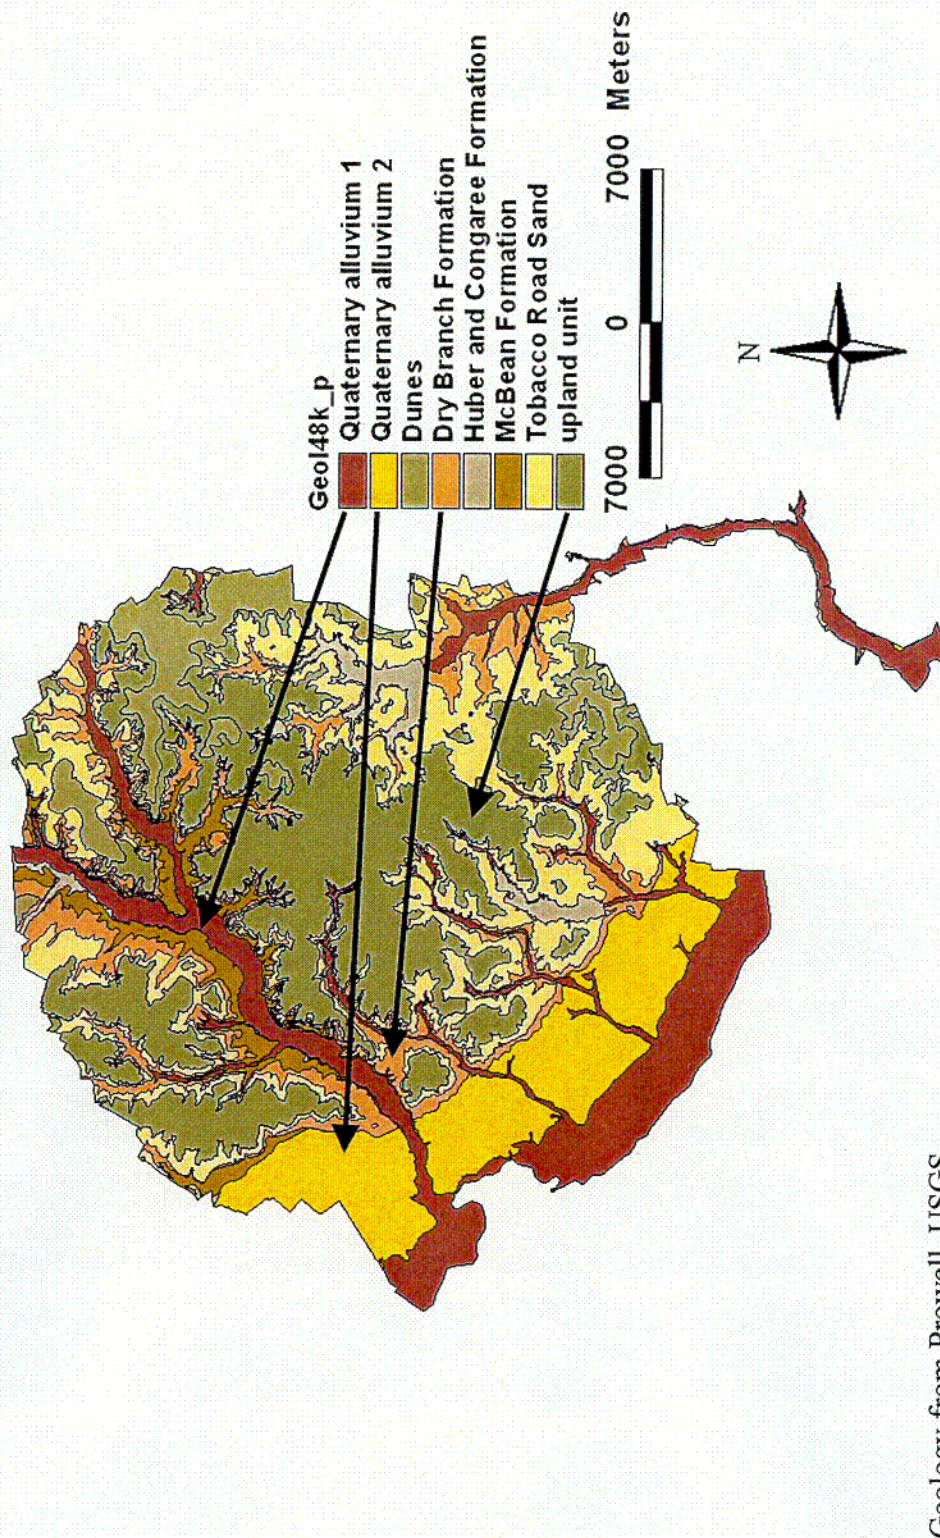 Geol48k_p
Quaternary alluvium 1
Quaternary alluvium 2
Dunes
Dry Branch Formation
Huber and Congaree Formation
McBean Formation
Tobacco Road Sand
upland unit
7000 0 7000 Meters
N
Geology from Prowell, USGS